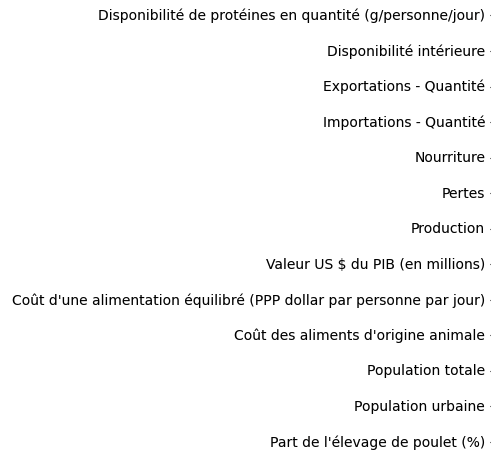 Disponibilité de protéines en quantité (g/personne/jour)
Disponibilité intérieure
Exportations - Quantité
Importations - Quantité
Nourriture
Pertes
Production
Valeur US $ du PIB (en millions)
Coût d'une alimentation équilibré (PPP dollar par personne par jour)
Coût des aliments d'origine animale
Population totale
Population urbaine
Part de l'élevage de poulet (%)